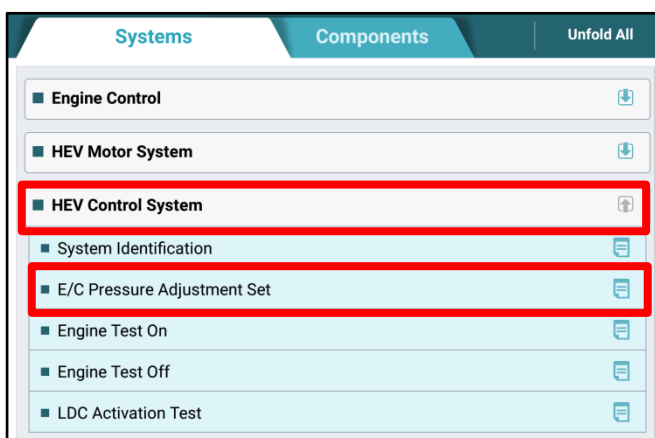 Systems
Components
Unfold All
Engine Control
HEV Motor System
HEV Control System
System Identification
E/C Pressure Adjustment Set
Engine Test On
Engine Test Off
LDC Activation Test